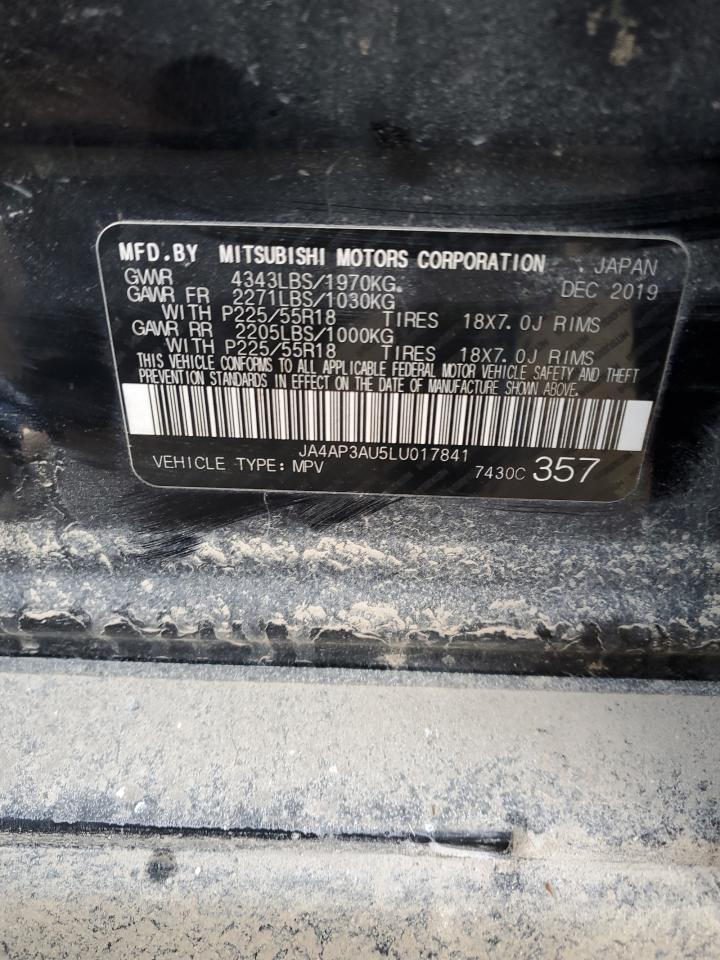 MFD.BY MITSUBISHI MOTORS CORPORATION JAPAN
GVWR 4343LBS/1970KG. DEC 2019
GAWR FR 2271LBS/1030KG
WITH P225/55R18 TIRES 18X7.0J RIMS
GAWR RR 2205LBS/1000KG
WITH P225/55R18 TIRES 18X7.0J RIMS
THIS VEHICLE CONFORMS TO ALL APPLICABLE FEDERAL MOTOR VEHICLE SAFETY AND THEFT
PREVENTION STANDARDS IN EFFECT ON THE DATE OF MANUFACTURE SHOWN ABOVE.
JA4AP3AU5LU017841
VEHICLE TYPE: MPV 7430C 357